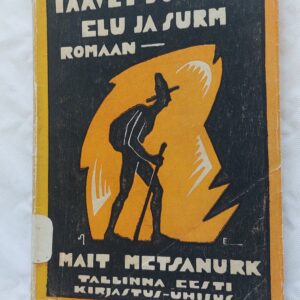 ELU JA SURM
ROMAAN —
MAIT METSANURK
TALLINNA EESTI
KIRJASTUS-ÜHISUS